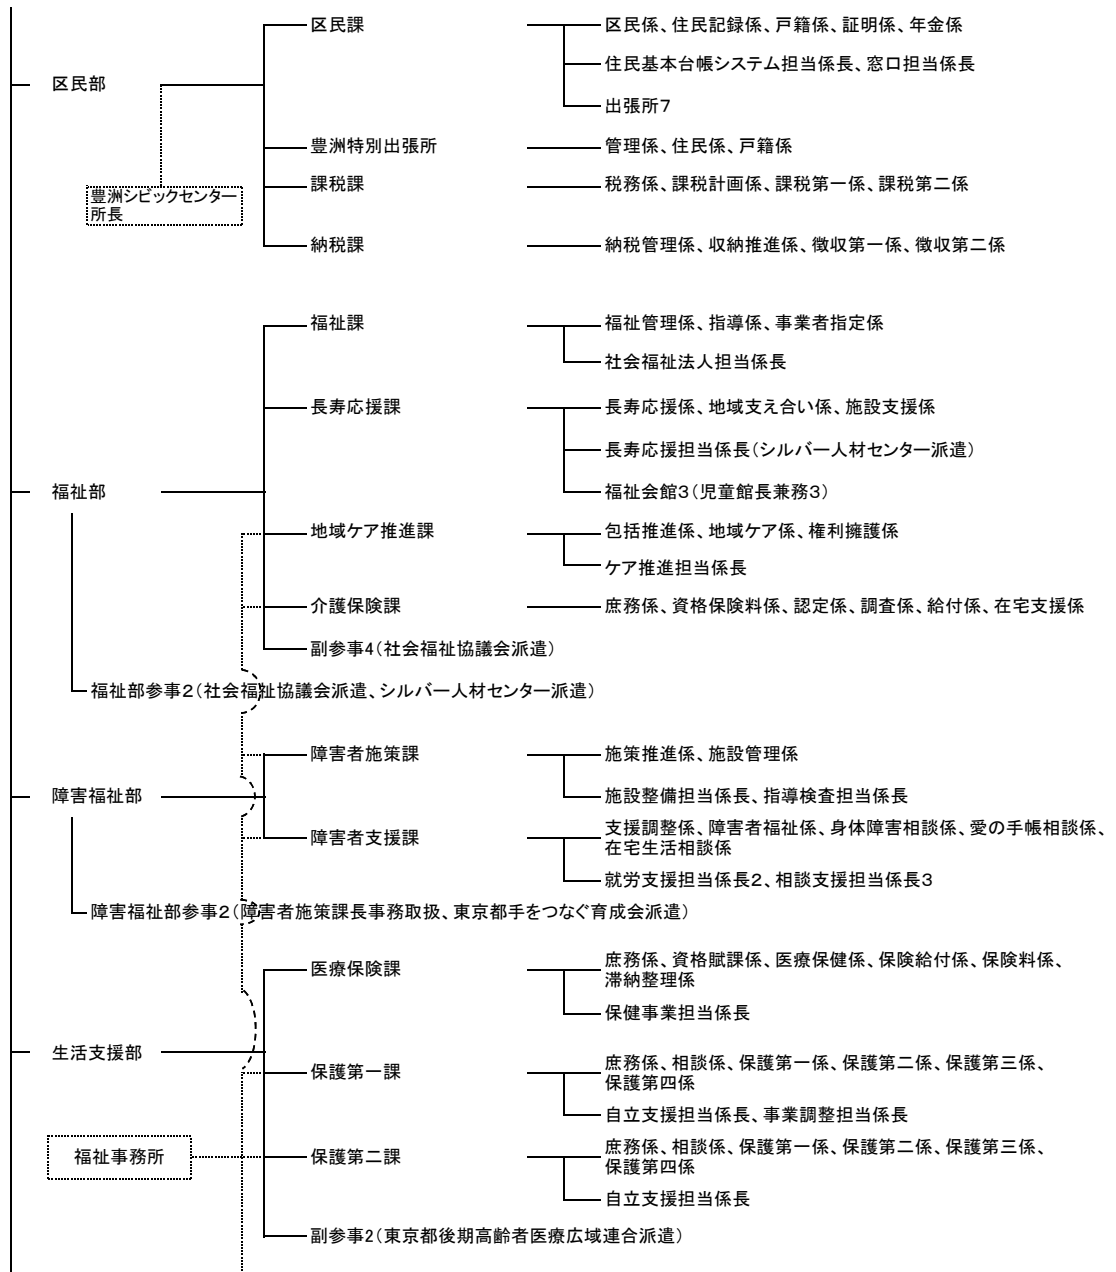 区民課
区民係、住民記録係、戸籍係、証明係、年金係
住民基本台帳システム担当係長、窓口担当係長
区民部
出張所7
豊洲特別出張所
管理係、住民係、戸籍係
課税課
税務係、課税計画係、課税第一係、課税第二係
豊洲シビックセンター
所長
納税課
納税管理係、収納推進係、徴収第一係、徴収第二係
福祉課
福祉管理係、指導係、事業者指定係
社会福祉法人担当係長
長寿応援課
長寿応援係、地域支え合い係、施設支援係
長寿応援担当係長(シルバー人材センター派遣)
福祉部
福祉会館3(児童館長兼務3)
地域ケア推進課
包括推進係、地域ケア係、権利擁護係
ケア推進担当係長
介護保険課
庶務係、資格保険料係、認定係、調査係、給付係、在宅支援係
副参事4(社会福祉協議会派遣)
福祉部参事2(社会福祉協議会派遣、シルバー人材センター派遣)
障害者施策課
施策推進係、施設管理係
障害福祉部
施設整備担当係長、指導検査担当係長
障害者支援課
支援調整係、障害者福祉係、身体障害相談係、愛の手帳相談係、
在宅生活相談係
就労支援担当係長2、相談支援担当係長3
障害福祉部参事2(障害者施策課長事務取扱、東京都手をつなぐ育成会派遣)
医療保険課
庶務係、資格賦課係、医療保健係、保険給付係、保険料係、
滞納整理係
保健事業担当係長
生活支援部
保護第一課
庶務係、相談係、保護第一係、保護第二係、保護第三係、
保護第四係
自立支援担当係長、事業調整担当係長
福祉事務所
保護第二課
庶務係、相談係、保護第一係、保護第二係、保護第三係、
保護第四係
自立支援担当係長
副参事2(東京都後期高齢者医療広域連合派遣)